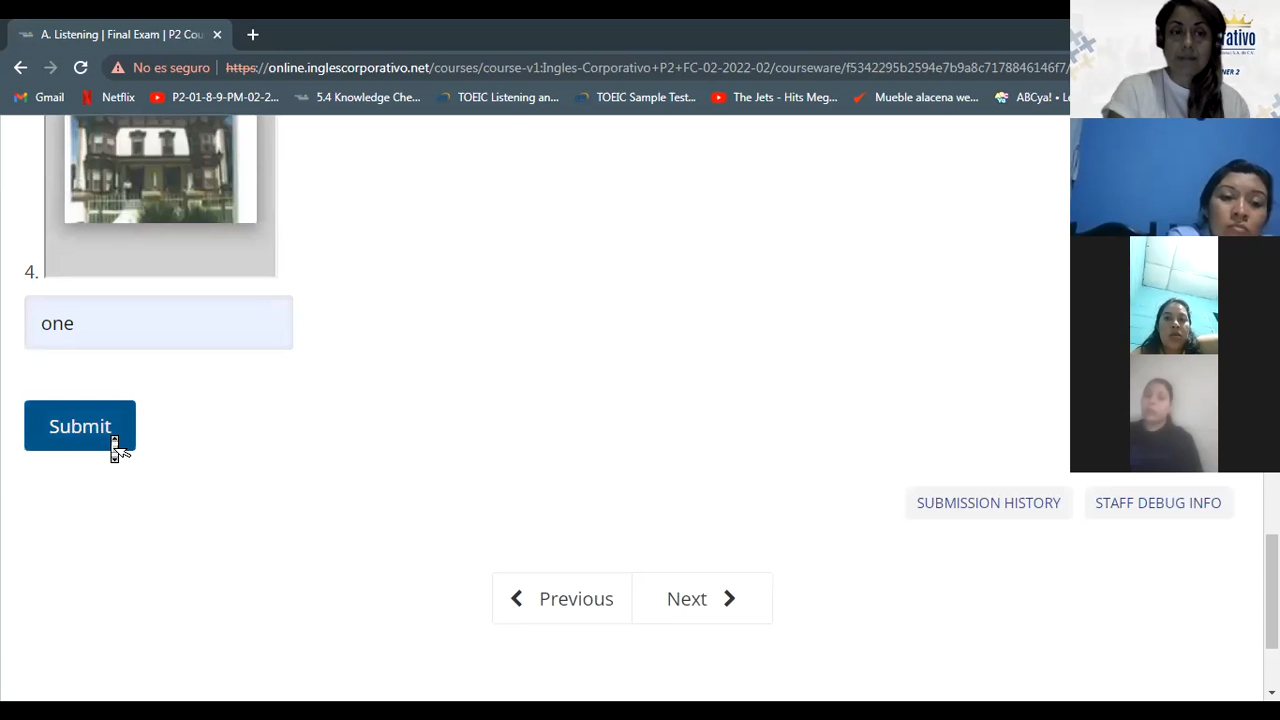 A. Listening | Final Exam | P2 Cou
No es seguro https://online.inglescorporativo.net/courses/course-v1:Ingles-Corporativo+P2+FC-02-2022-02/courseware/f5342295b2594e7b9a8c7178846146f7/
Gmail Netflix P2-01-8-9-PM-02-2... 5.4 Knowledge Che... TOEIC Listening an... TOEIC Sample Test... The Jets - Hits Meg... Mueble alacena we... ABCya! • Le
rativo
NER 2
4.
one
Submit
SUBMISSION HISTORY STAFF DEBUG INFO
Previous Next